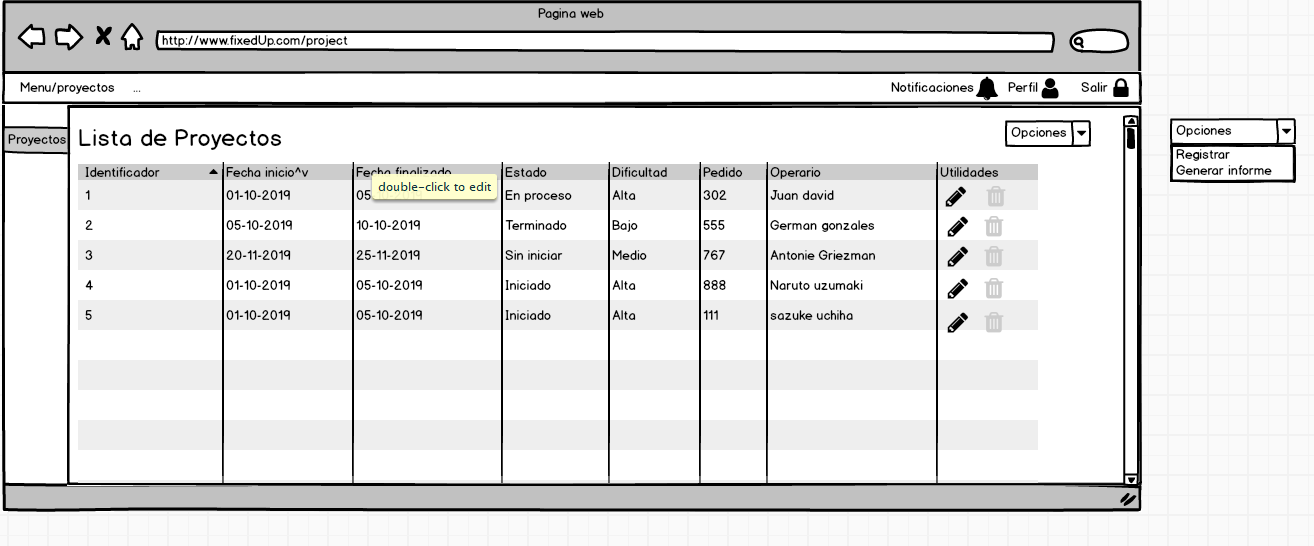 Pagina web
http://www.fixedUp.com/project
Menu/proyectos ... Notificaciones Perfil Salir
Proyectos
Lista de Proyectos
Opciones
Identificador Fecha inicio^v Fecha finalizado Estado Dificultad Pedido Operario Utilidades
double-click to edit
1 01-10-2019 05 En proceso Alta 302 Juan david
2 05-10-2019 10-10-2019 Terminado Bajo 555 German gonzales
3 20-11-2019 25-11-2019 Sin iniciar Medio 767 Antonie Griezman
4 01-10-2019 05-10-2019 Iniciado Alta 888 Naruto uzumaki
5 01-10-2019 05-10-2019 Iniciado Alta 111 sazuke uchiha
Opciones
Registrar
Generar informe